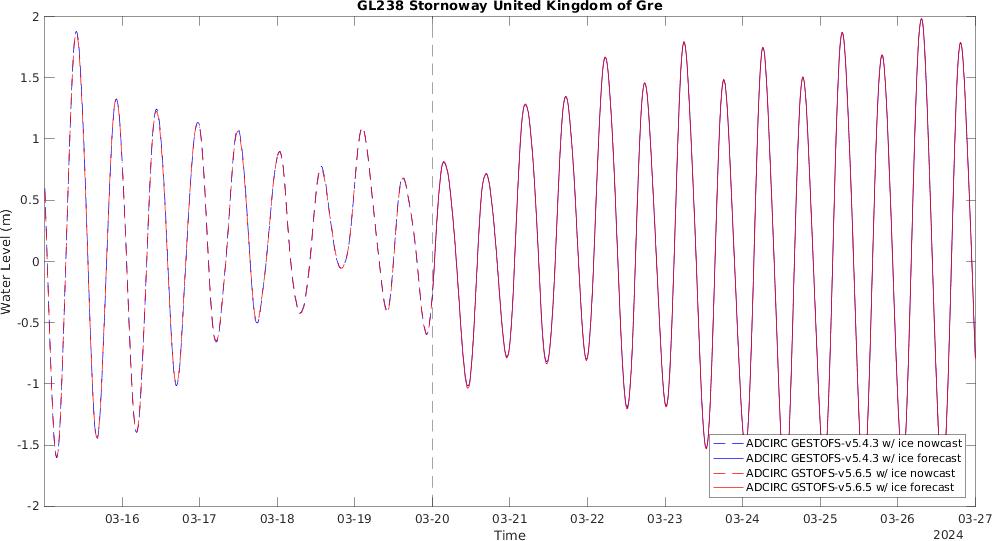 GL238 Stornoway United Kingdom of Gre
2
1.5
1
0.5
0
-0.5
-1
-1.5
-2
Water Level (m)
ADCIRC GESTOFS-v5.4.3 w/ ice nowcast
ADCIRC GESTOFS-v5.4.3 w/ ice forecast
ADCIRC GSTOFS-v5.6.5 w/ ice nowcast
ADCIRC GSTOFS-v5.6.5 w/ ice forecast
03-16 03-17 03-18 03-19 03-20 03-21 03-22 03-23 03-24 03-25 03-26 03-27
Time
2024